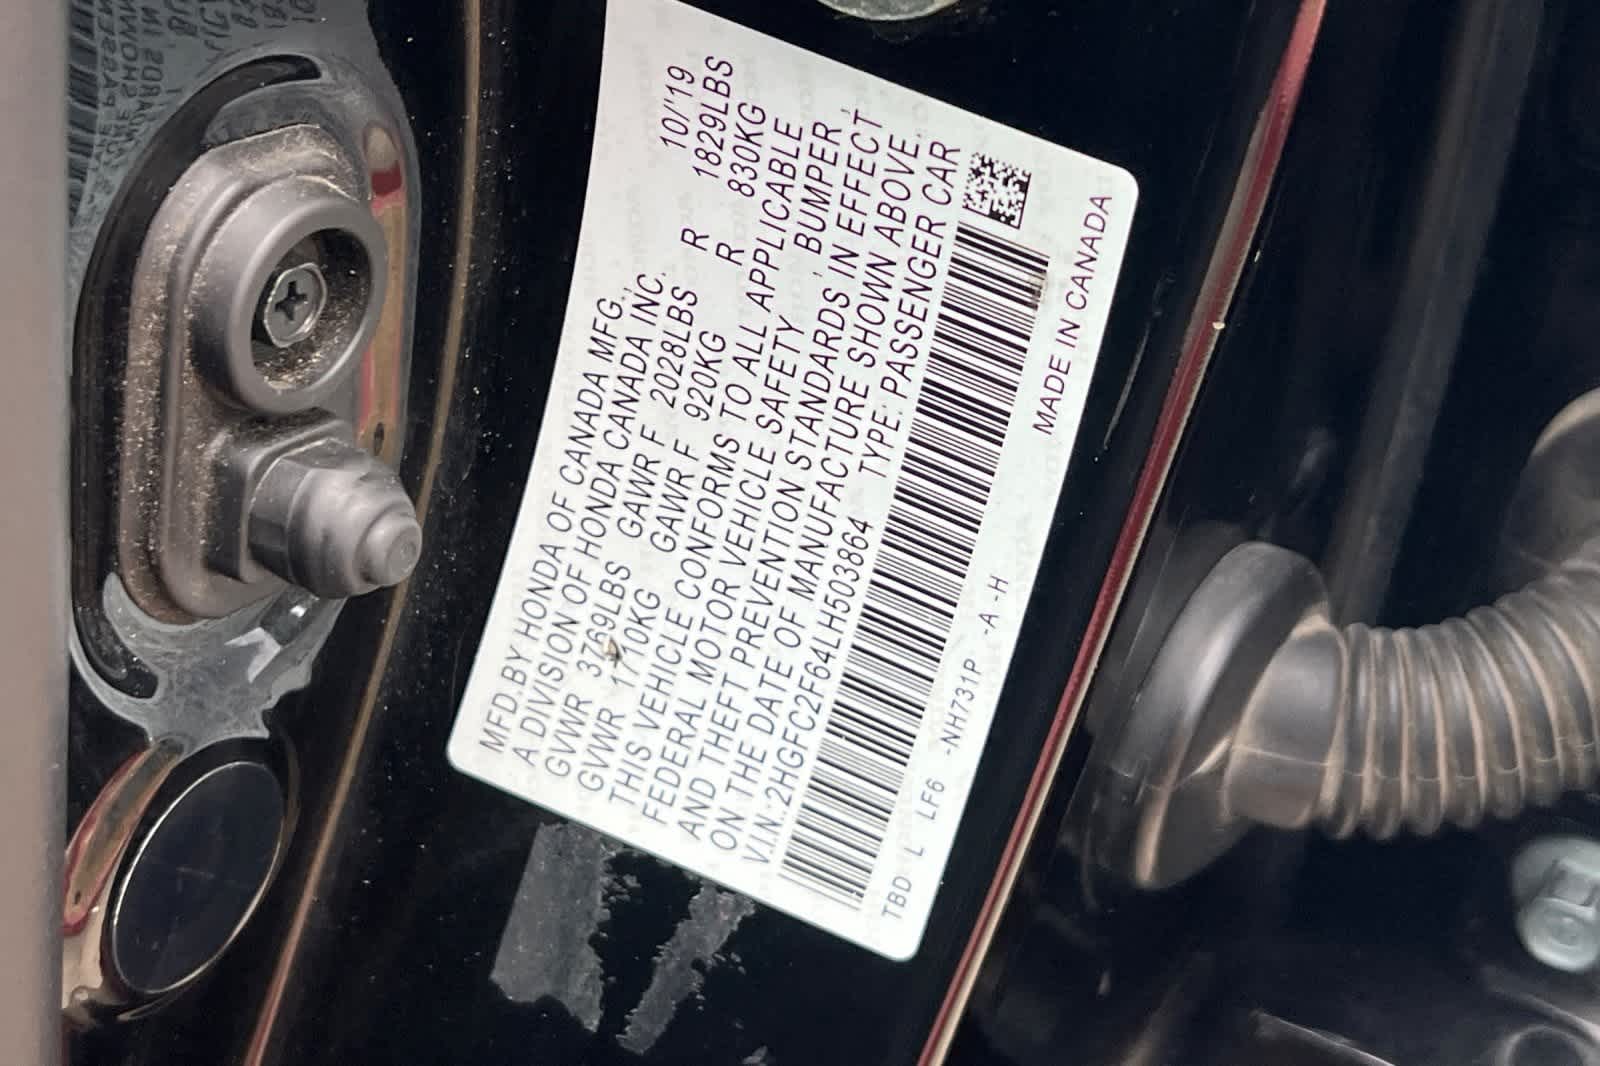 MFD.BY HONDA OF CANADA MFG., 10/'19
A DIVISION OF HONDA CANADA INC.
GVWR 3769LBS GAWR F 2028LBS R 1829LBS
GVWR 1710KG GAWR F 920KG R 830KG
THIS VEHICLE CONFORMS TO ALL APPLICABLE
FEDERAL MOTOR VEHICLE SAFETY , BUMPER ,
AND THEFT PREVENTION STANDARDS IN EFFECT
ON THE DATE OF MANUFACTURE SHOWN ABOVE.
V.I.N:2HGFC2F64LH503864 TYPE: PASSENGER CAR
TBD L LF6 -NH731P -A -H MADE IN CANADA